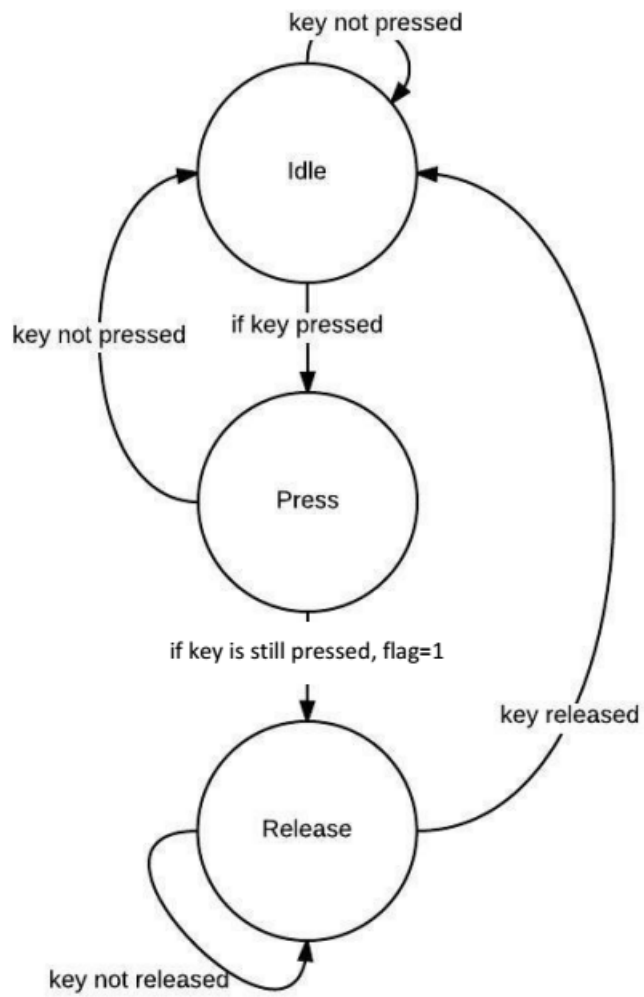 key not pressed
Idle
if key pressed
key not pressed
Press
if key is still pressed, flag=1
key released
Release
key not released